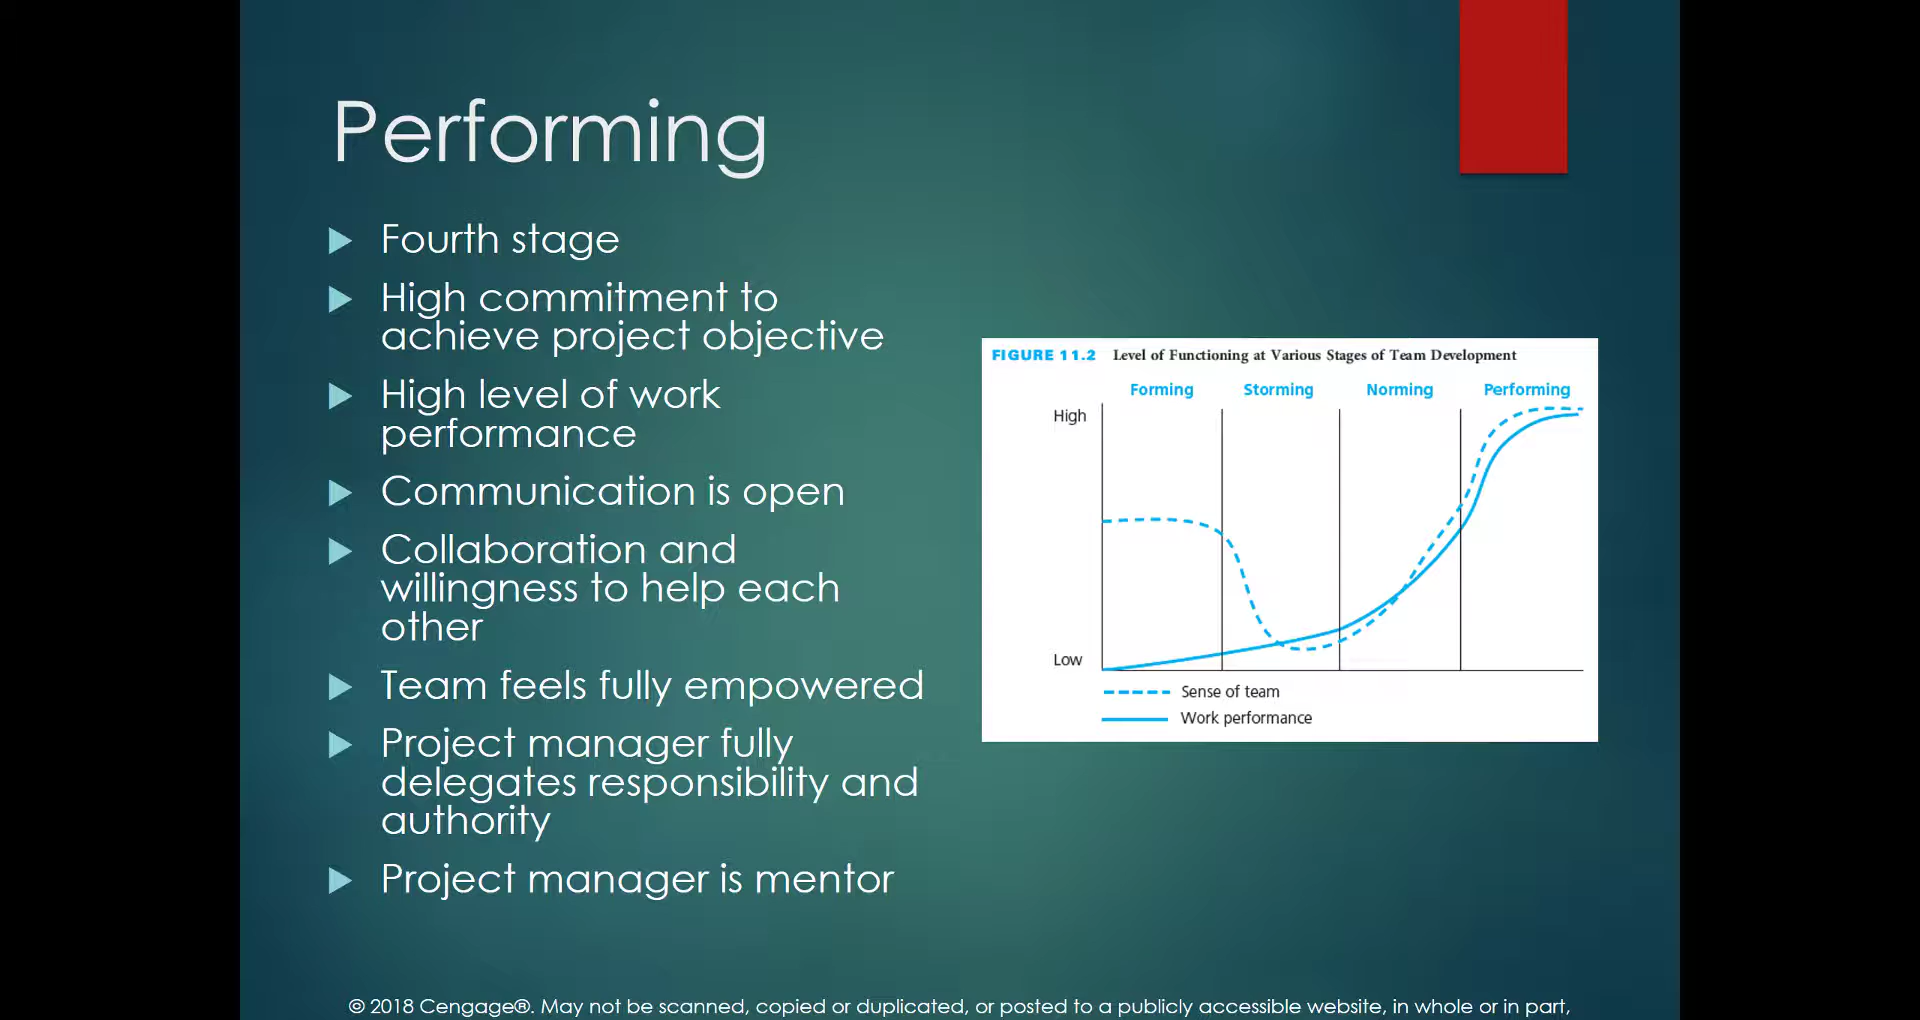 Performing
Fourth stage
High commitment to
achieve project objective
High level of work
performance
Communication is open
Collaboration and
willingness to help each
other
Team feels fully empowered
Project manager fully
delegates responsibility and
authority
Project manager is mentor
FIGURE 11.2 Level of Functioning at Various Stages of Team Development
Forming Storming Norming Performing
High
Low
Sense of team
Work performance
© 2018 Cengage®. May not be scanned, copied or duplicated, or posted to a publicly accessible website, in whole or in part,